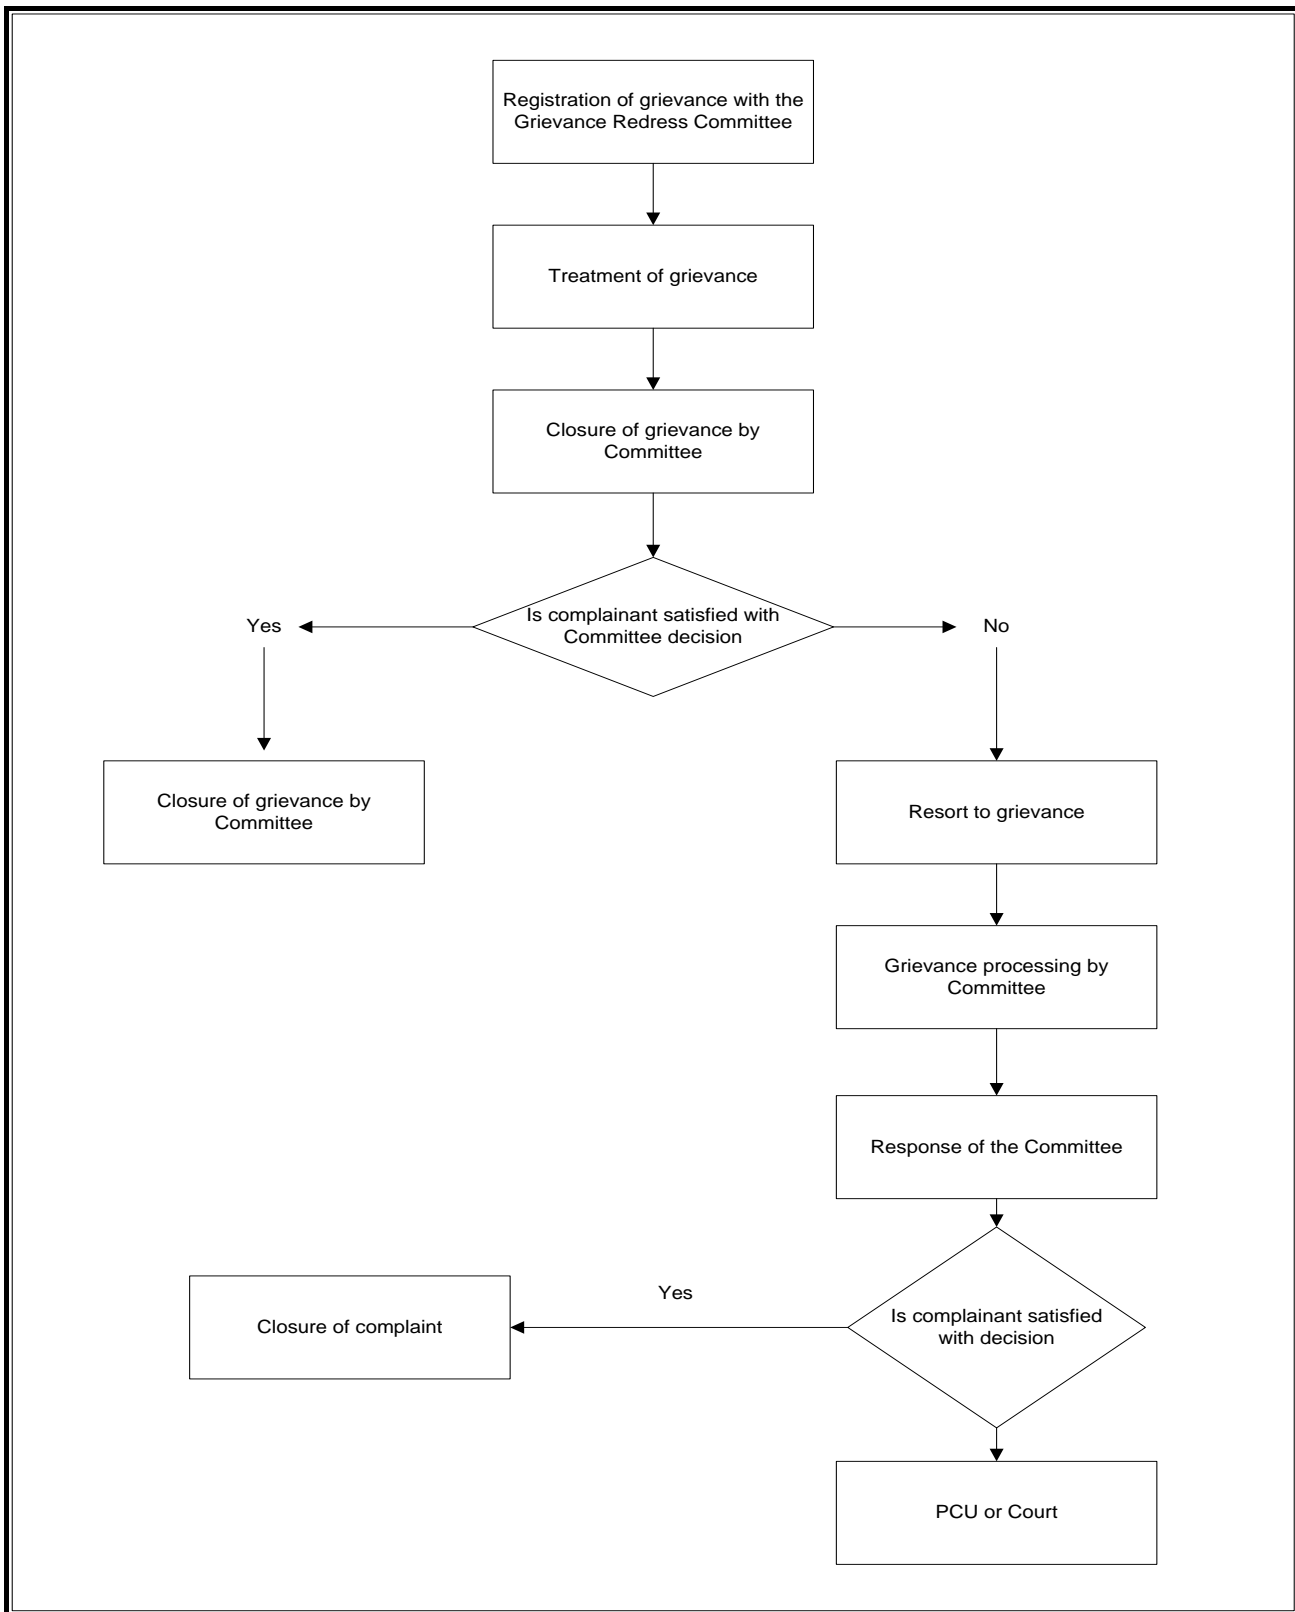 Registration of grievance with the
Grievance Redress Committee
Treatment of grievance
Closure of grievance by
Committee
Is complainant satisfied with
Committee decision
Yes
No
Closure of grievance by
Committee
Resort to grievance
Grievance processing by
Committee
Response of the Committee
Yes
Is complainant satisfied
with decision
Closure of complaint
PCU or Court